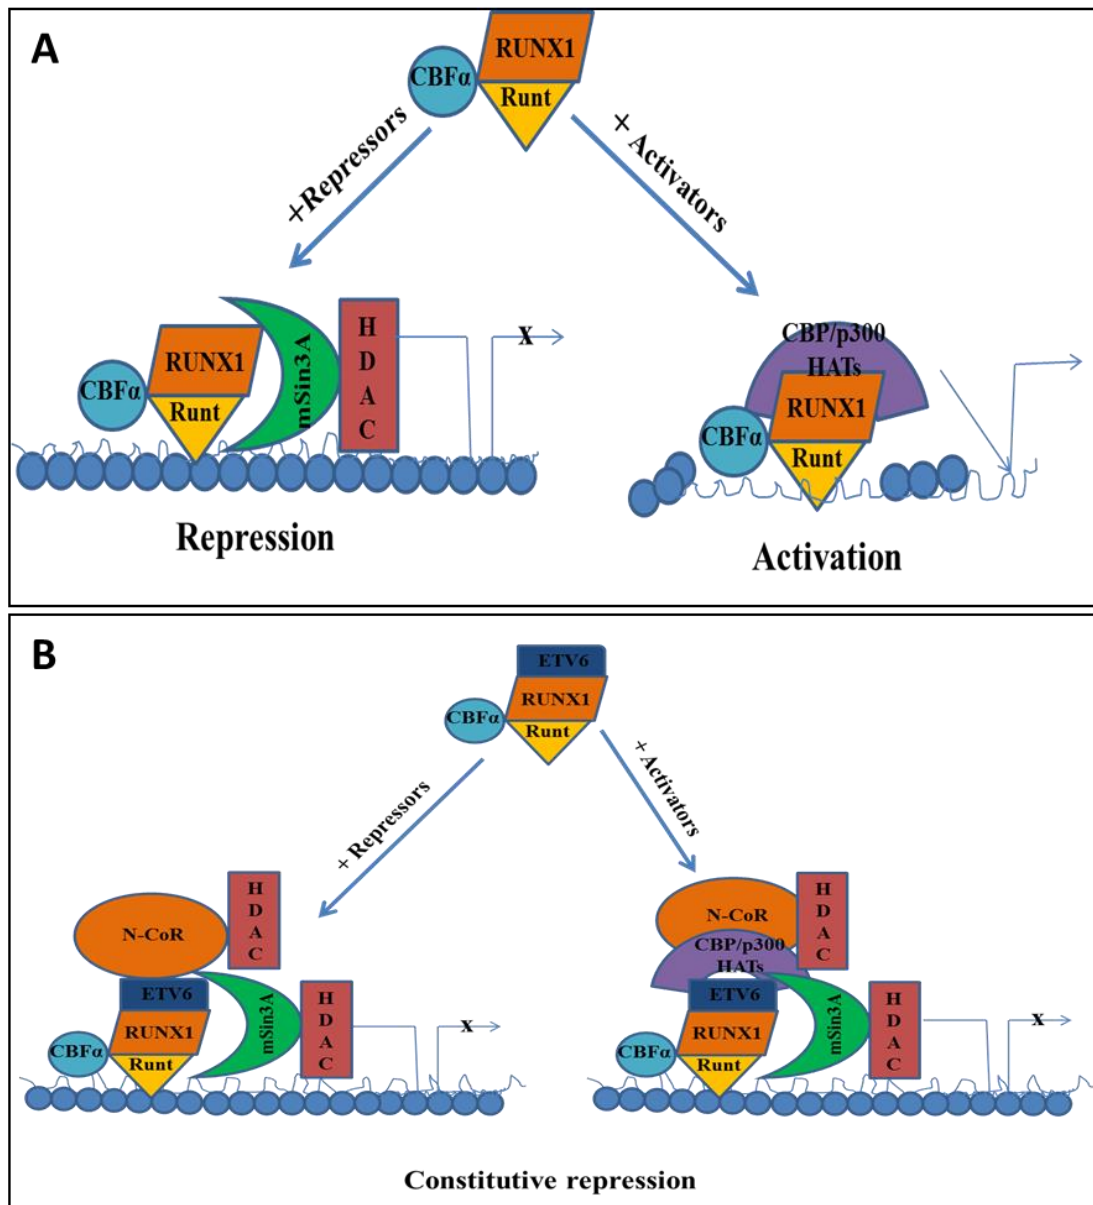 A
RUNX1
CBFα
Runt
+Repressors
+ Activators
RUNX1
CBFα
Runt
mSin3A
H
D
A
C
x
Repression
CBP/p300
HATs
RUNX1
CBFα
Runt
Activation
B
ETV6
RUNX1
CBFα
Runt
+ Repressors
+ Activators
N-CoR
H
D
A
C
ETV6
RUNX1
CBFα
Runt
mSin3A
H
D
A
C
x
N-CoR
H
D
A
C
CBP/p300
HATs
ETV6
RUNX1
CBFα
Runt
mSin3A
H
D
A
C
x
Constitutive repression